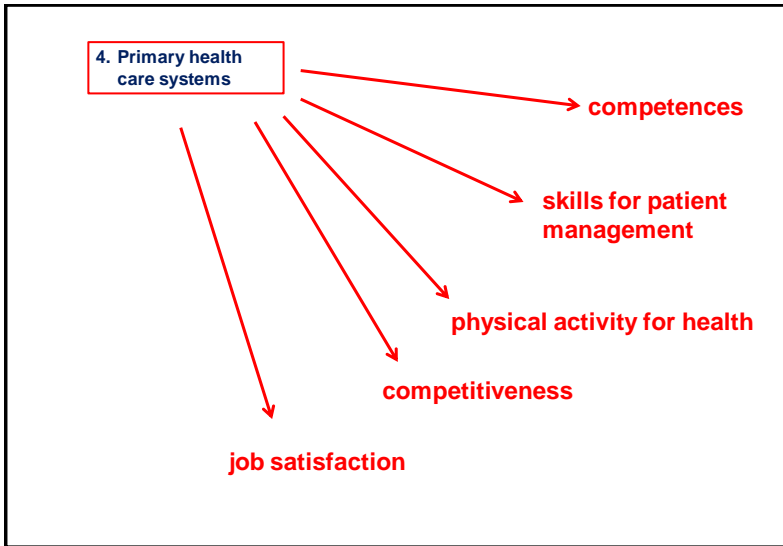 4. Primary health
care systems
competences
skills for patient
management
physical activity for health
competitiveness
job satisfaction